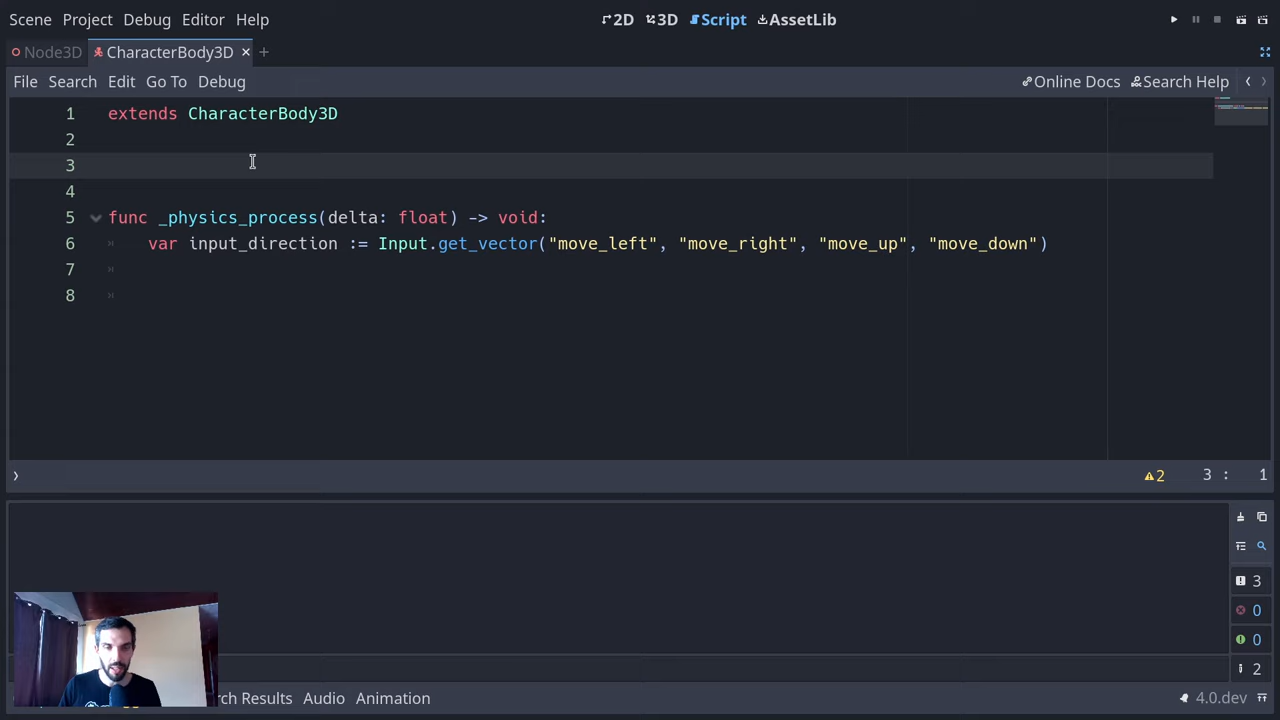 Scene Project Debug Editor Help 2D 3D Script AssetLib
Node3D CharacterBody3D
File Search Edit Go To Debug Online Docs Search Help
1 extends CharacterBody3D
2
3
4
5 func _physics_process(delta: float) -> void:
6 var input_direction := Input.get_vector("move_left", "move_right", "move_up", "move_down")
7
8
2 3 : 1
3
0
0
2
Results Audio Animation 4.0.dev